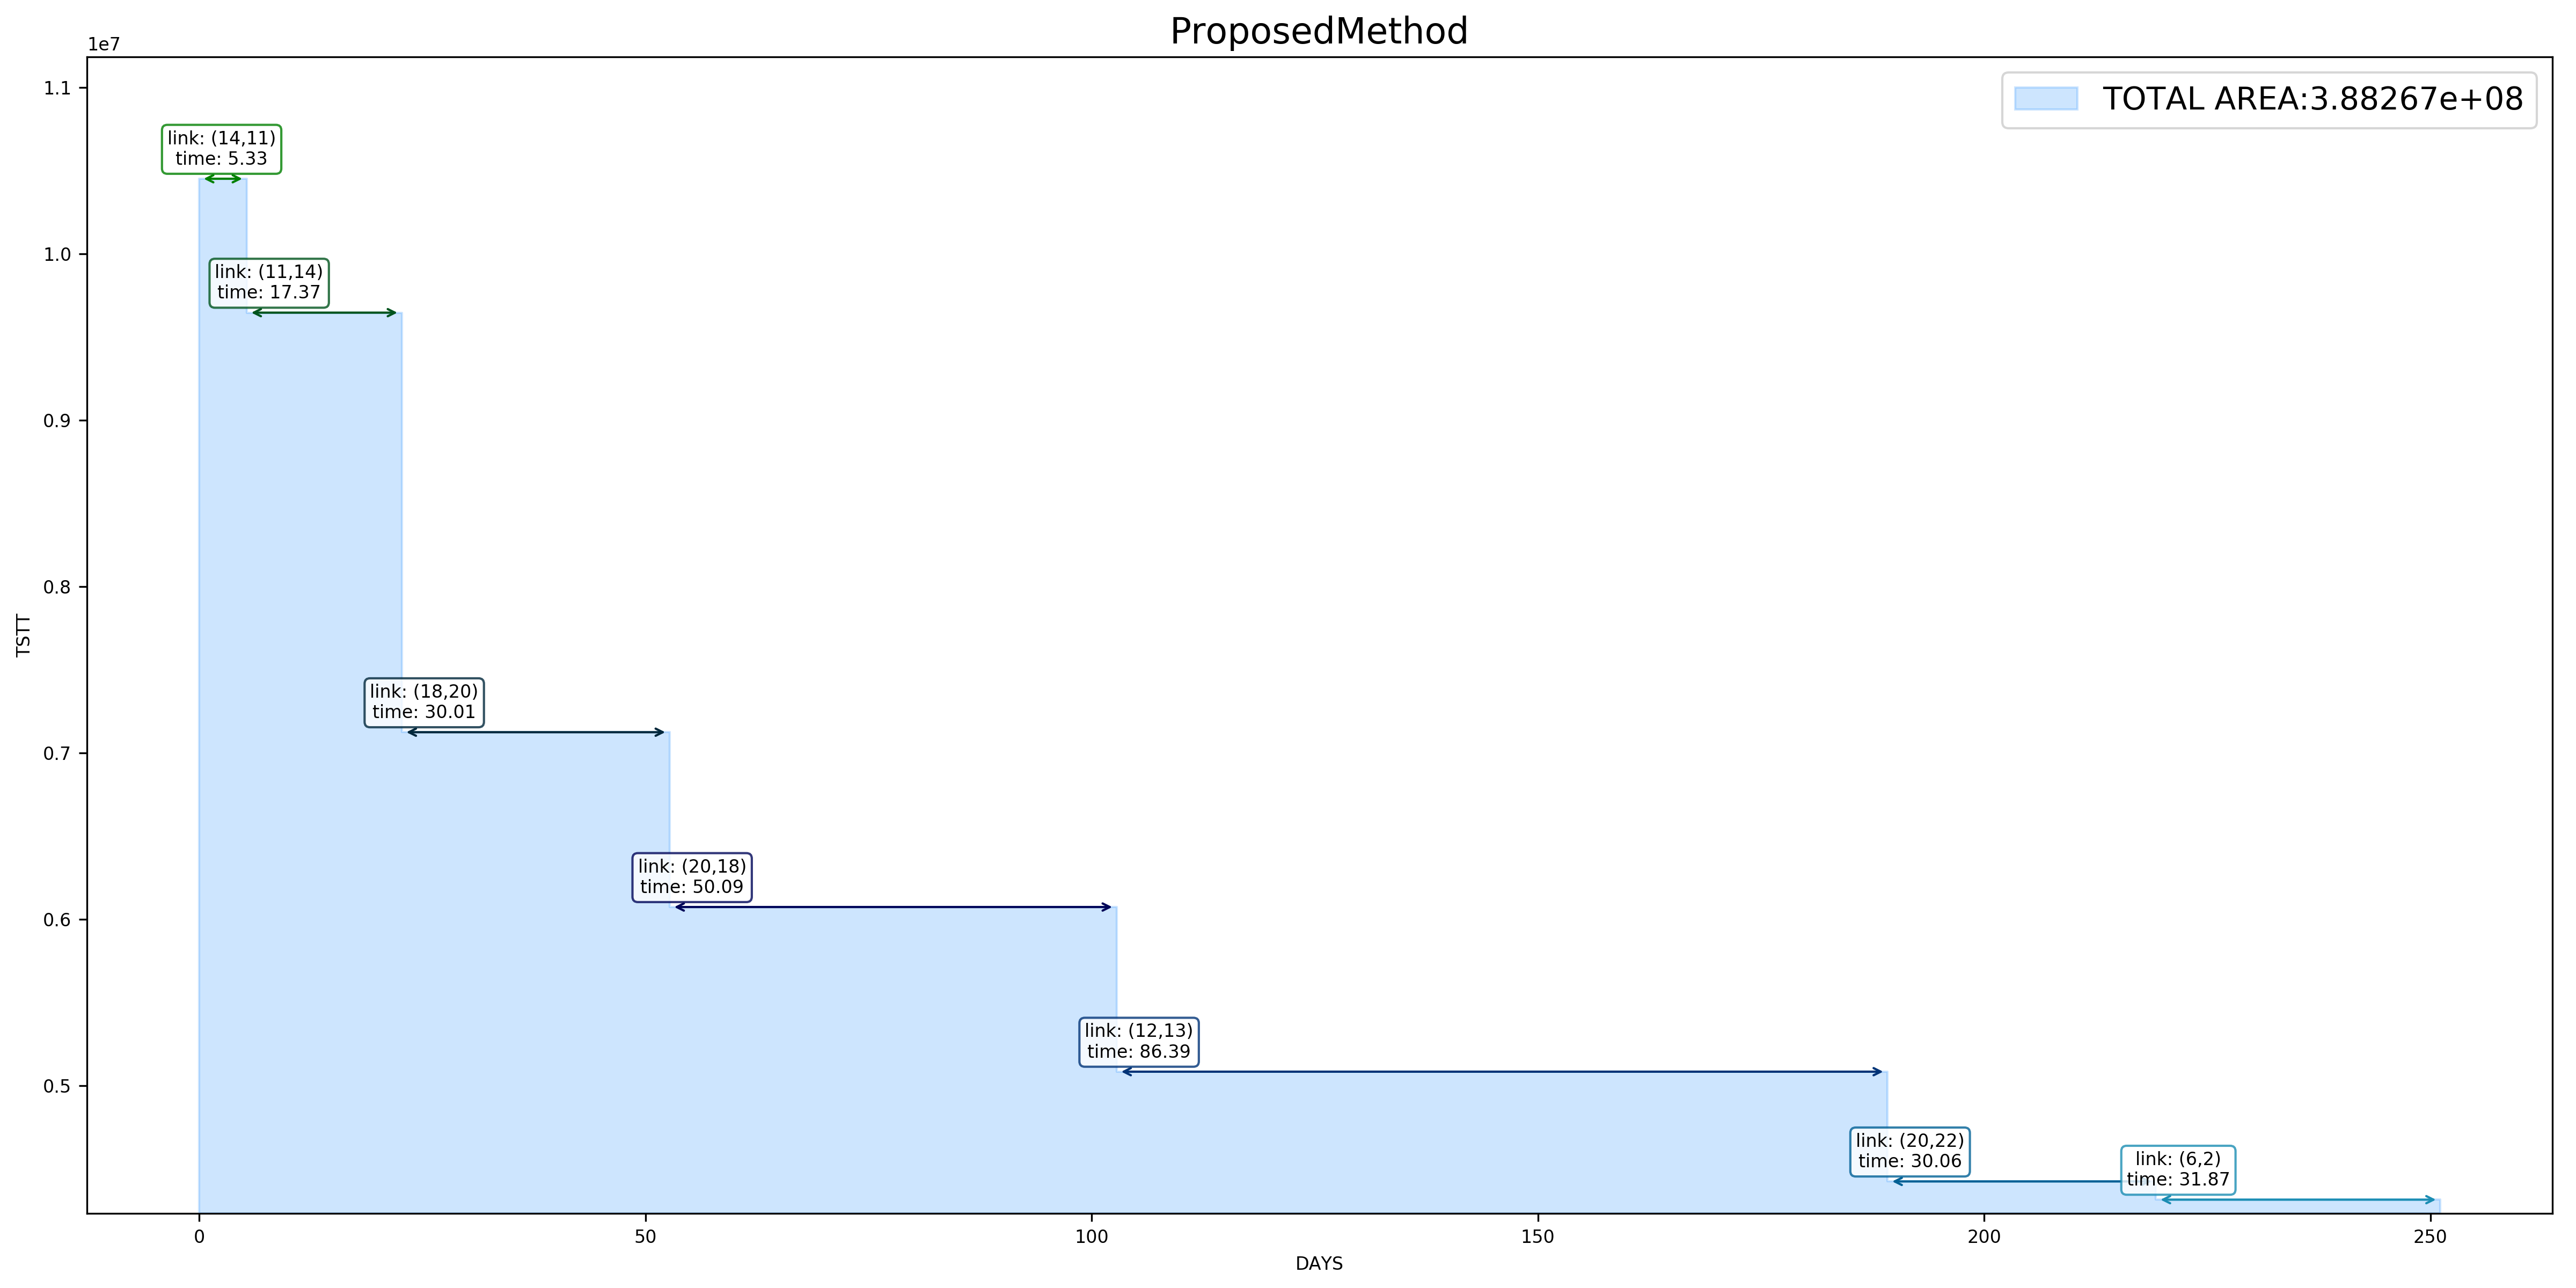 ProposedMethod
1e7
1.1
1.0
0.9
0.8
0.7
0.6
0.5
TSTT
TOTAL AREA:3.88267e+08
link: (14,11)
time: 5.33
link: (11,14)
time: 17.37
link: (18,20)
time: 30.01
link: (20,18)
time: 50.09
link: (12,13)
time: 86.39
link: (20,22)
time: 30.06
link: (6,2)
time: 31.87
0 50 100 150 200 250
DAYS